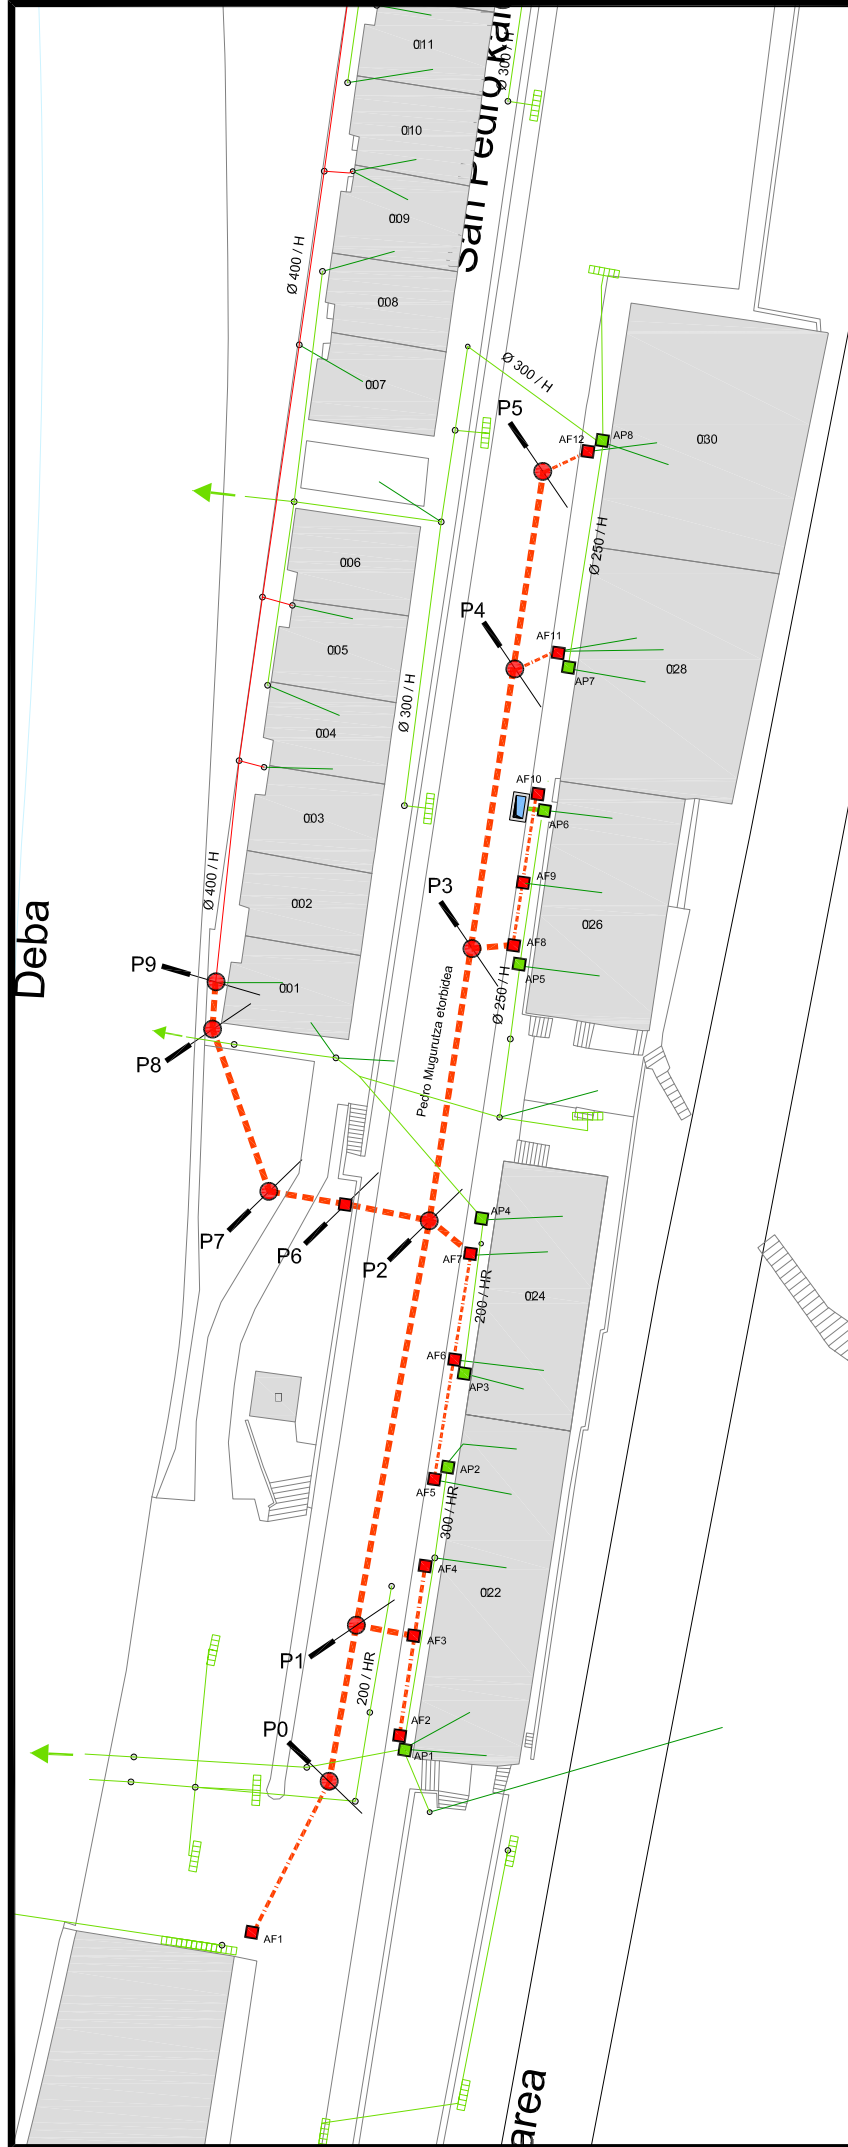 011
Ø 300 / H
San Pedro
010
009
Ø 400 / H
008
007
Ø 300 / H
P5
AF12
AP8
030
Ø 250 / H
006
P4
AF11
005
AP7
028
004
Ø 300 / H
AF10
003
AP6
Ø 400 / H
P3
AF9
002
026
Deba
P9
AF8
AP5
001
Ø 250 / H
Pedro Mugurutza etorbidea
P8
AP4
P7
P6
P2
AF7
200 / HR
024
AF6
AP3
AP2
AF5
300 / HR
AF4
022
AF3
P1
200 / HR
P0
AF2
AP1
AF1
area